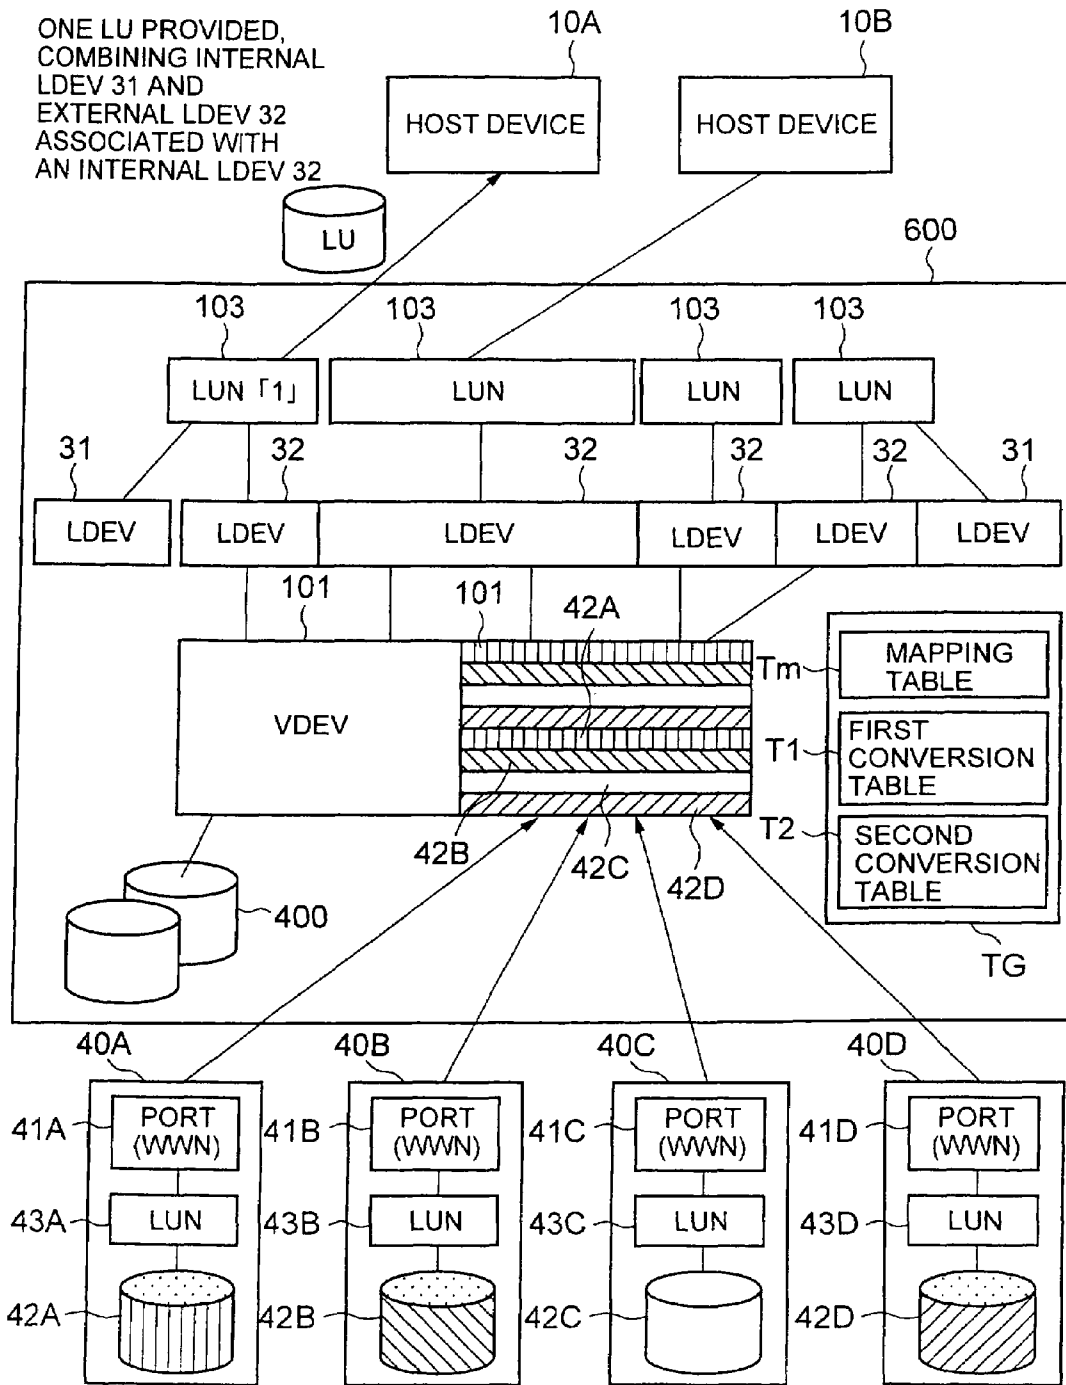 ONE LU PROVIDED,
COMBINING INTERNAL
LDEV 31 AND
EXTERNAL LDEV 32
ASSOCIATED WITH
AN INTERNAL LDEV 32
10A
10B
HOST DEVICE
HOST DEVICE
LU
600
103
103
103
103
LUN「1」
LUN
LUN
LUN
31
32
32
32
32
31
LDEV
LDEV
LDEV
LDEV
LDEV
LDEV
101
101
42A
VDEV
Tm
MAPPING
TABLE
T1
FIRST
CONVERSION
TABLE
T2
SECOND
CONVERSION
TABLE
42B
42C
42D
400
TG
40A
40B
40C
40D
41A
PORT
(WWN)
41B
PORT
(WWN)
41C
PORT
(WWN)
41D
PORT
(WWN)
43A
LUN
43B
LUN
43C
LUN
43D
LUN
42A
42B
42C
42D